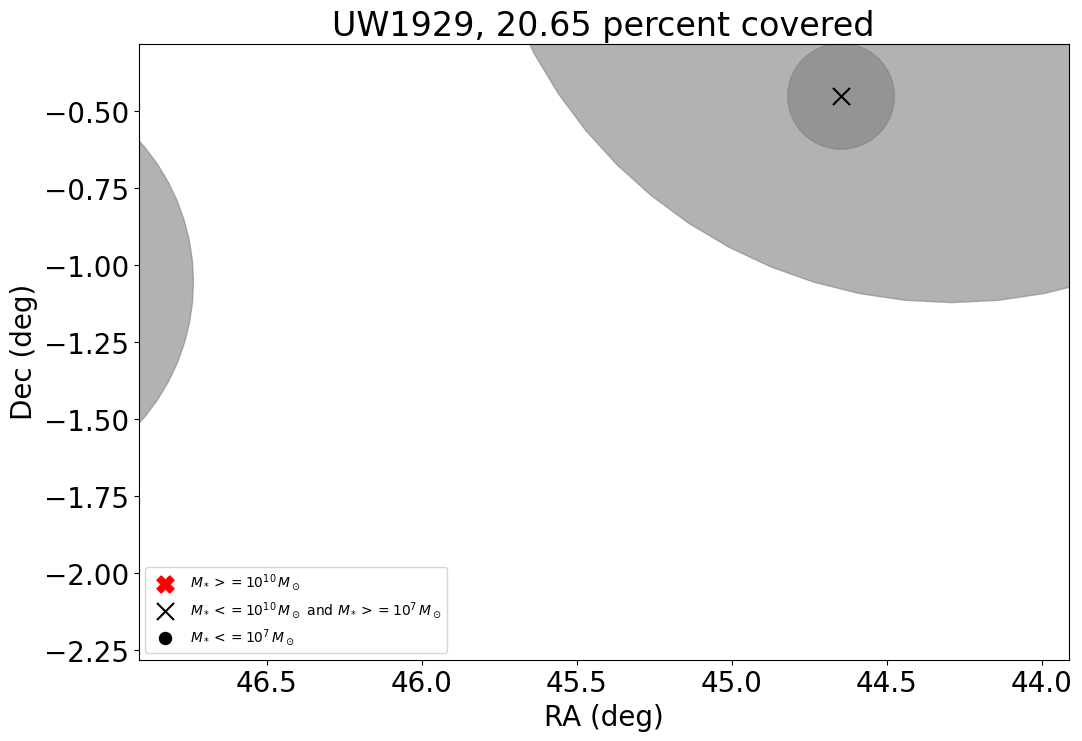 UW1929, 20.65 percent covered
Dec (deg)
−0.50
−0.75
−1.00
−1.25
−1.50
−1.75
−2.00
−2.25
M* >= 10^10 M⊙
M* <= 10^10 M⊙ and M* >= 10^7 M⊙
M* <= 10^7 M⊙
46.5 46.0 45.5 45.0 44.5 44.0
RA (deg)